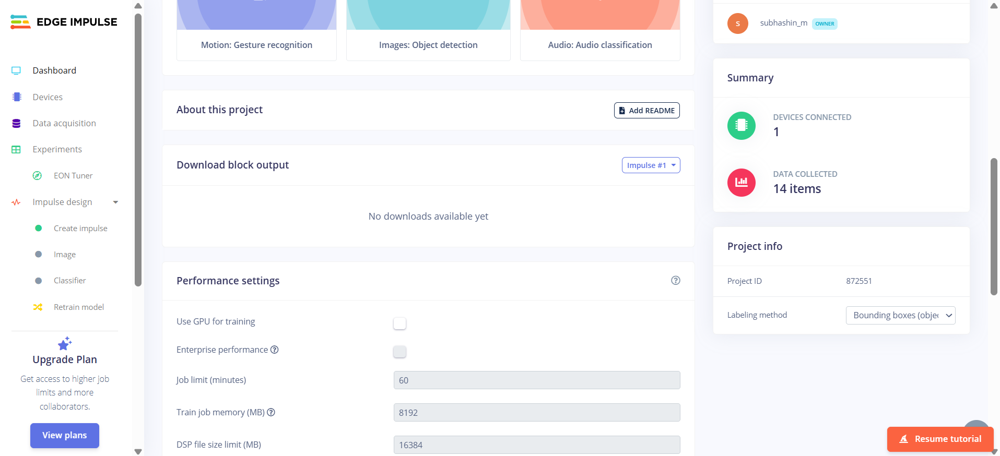 EDGE IMPULSE
Dashboard
Devices
Data acquisition
Experiments
EON Tuner
Impulse design
Create impulse
Image
Classifier
Retrain model
Upgrade Plan
Get access to higher job
limits and more
collaborators.
View plans
Motion: Gesture recognition
Images: Object detection
Audio: Audio classification
About this project
Add README
Download block output
Impulse #1
No downloads available yet
Performance settings
Use GPU for training
Enterprise performance
Job limit (minutes)
60
Train job memory (MB)
8192
DSP file size limit (MB)
16384
S
subhashin_m
OWNER
Summary
DEVICES CONNECTED
1
DATA COLLECTED
14 items
Project info
Project ID
872551
Labeling method
Bounding boxes (objec
Resume tutorial